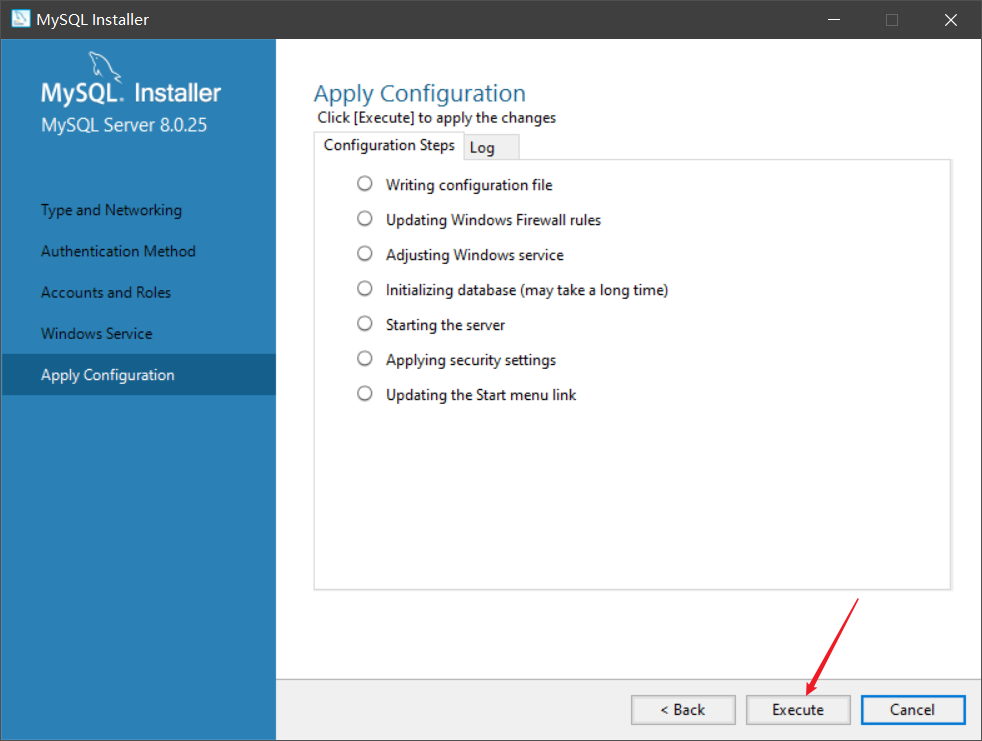 MySQL Installer
MySQL. Installer
MySQL Server 8.0.25
Type and Networking
Authentication Method
Accounts and Roles
Windows Service
Apply Configuration
Apply Configuration
Click [Execute] to apply the changes
Configuration Steps
Log
Writing configuration file
Updating Windows Firewall rules
Adjusting Windows service
Initializing database (may take a long time)
Starting the server
Applying security settings
Updating the Start menu link
< Back
Execute
Cancel